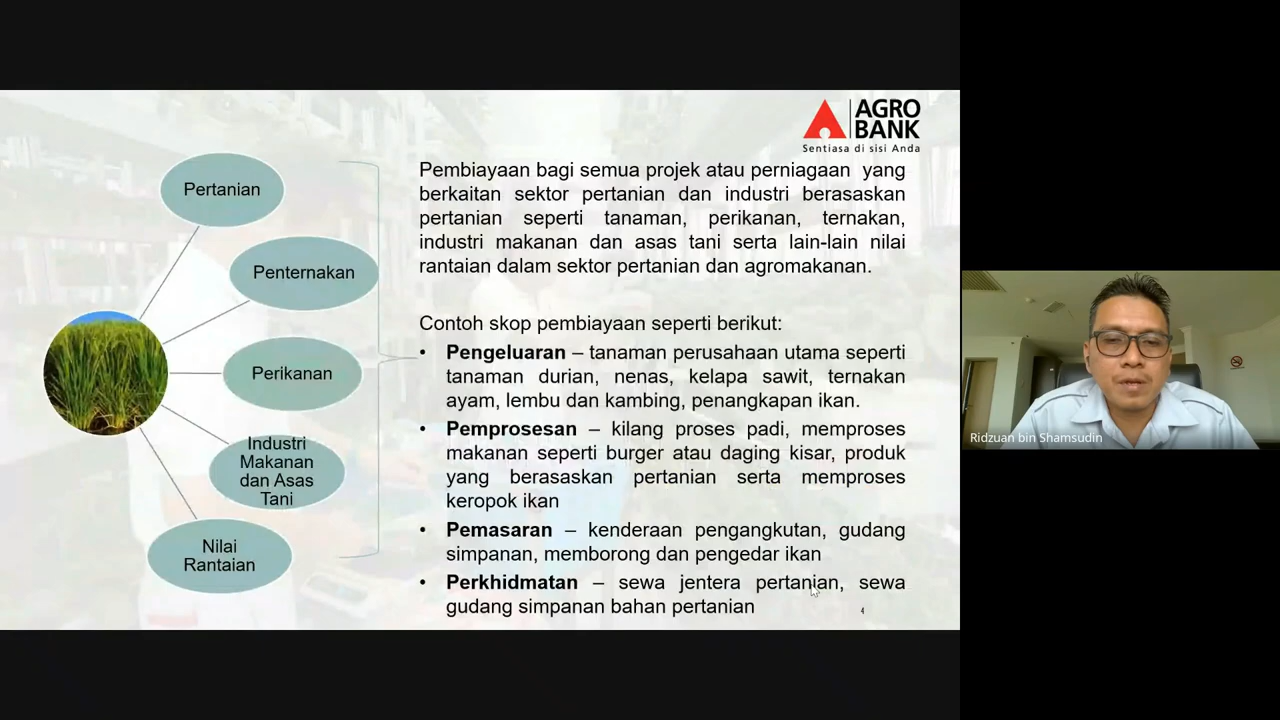 AGRO
BANK
Sentiasa di sisi Anda
Pertanian
Penternakan
Perikanan
Industri
Makanan
dan Asas
Tani
Nilai
Rantaian
Pembiayaan bagi semua projek atau perniagaan yang
berkaitan sektor pertanian dan industri berasaskan
pertanian seperti tanaman, perikanan, ternakan,
industri makanan dan asas tani serta lain-lain nilai
rantaian dalam sektor pertanian dan agromakanan.
Contoh skop pembiayaan seperti berikut:
• Pengeluaran – tanaman perusahaan utama seperti
tanaman durian, nenas, kelapa sawit, ternakan
ayam, lembu dan kambing, penangkapan ikan.
• Pemprosesan – kilang proses padi, memproses
makanan seperti burger atau daging kisar, produk
yang berasaskan pertanian serta memproses
keropok ikan
• Pemasaran – kenderaan pengangkutan, gudang
simpanan, memborong dan pengedar ikan
• Perkhidmatan – sewa jentera pertanian, sewa
gudang simpanan bahan pertanian
4
Ridzuan bin Shamsudin